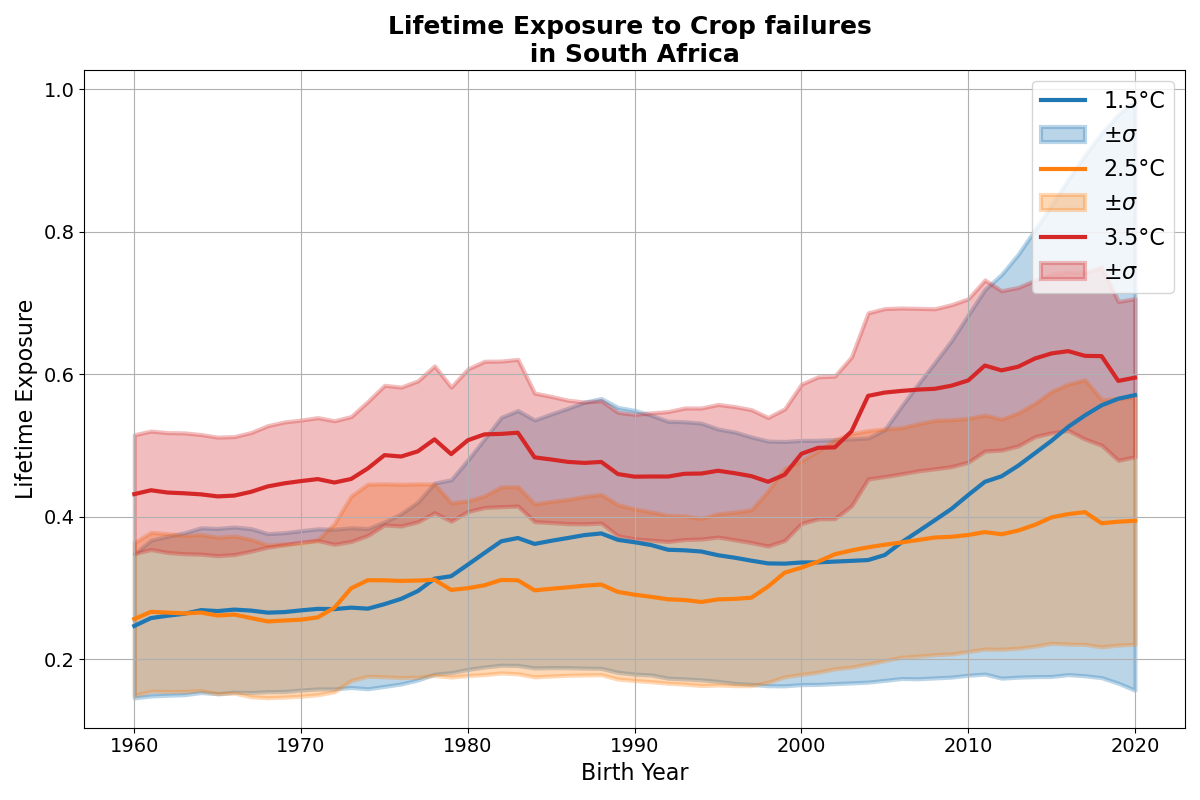 Lifetime Exposure to Crop failures
in South Africa
1.5°C
±σ
2.5°C
±σ
3.5°C
±σ
Lifetime Exposure
1.0
0.8
0.6
0.4
0.2
1960 1970 1980 1990 2000 2010 2020
Birth Year